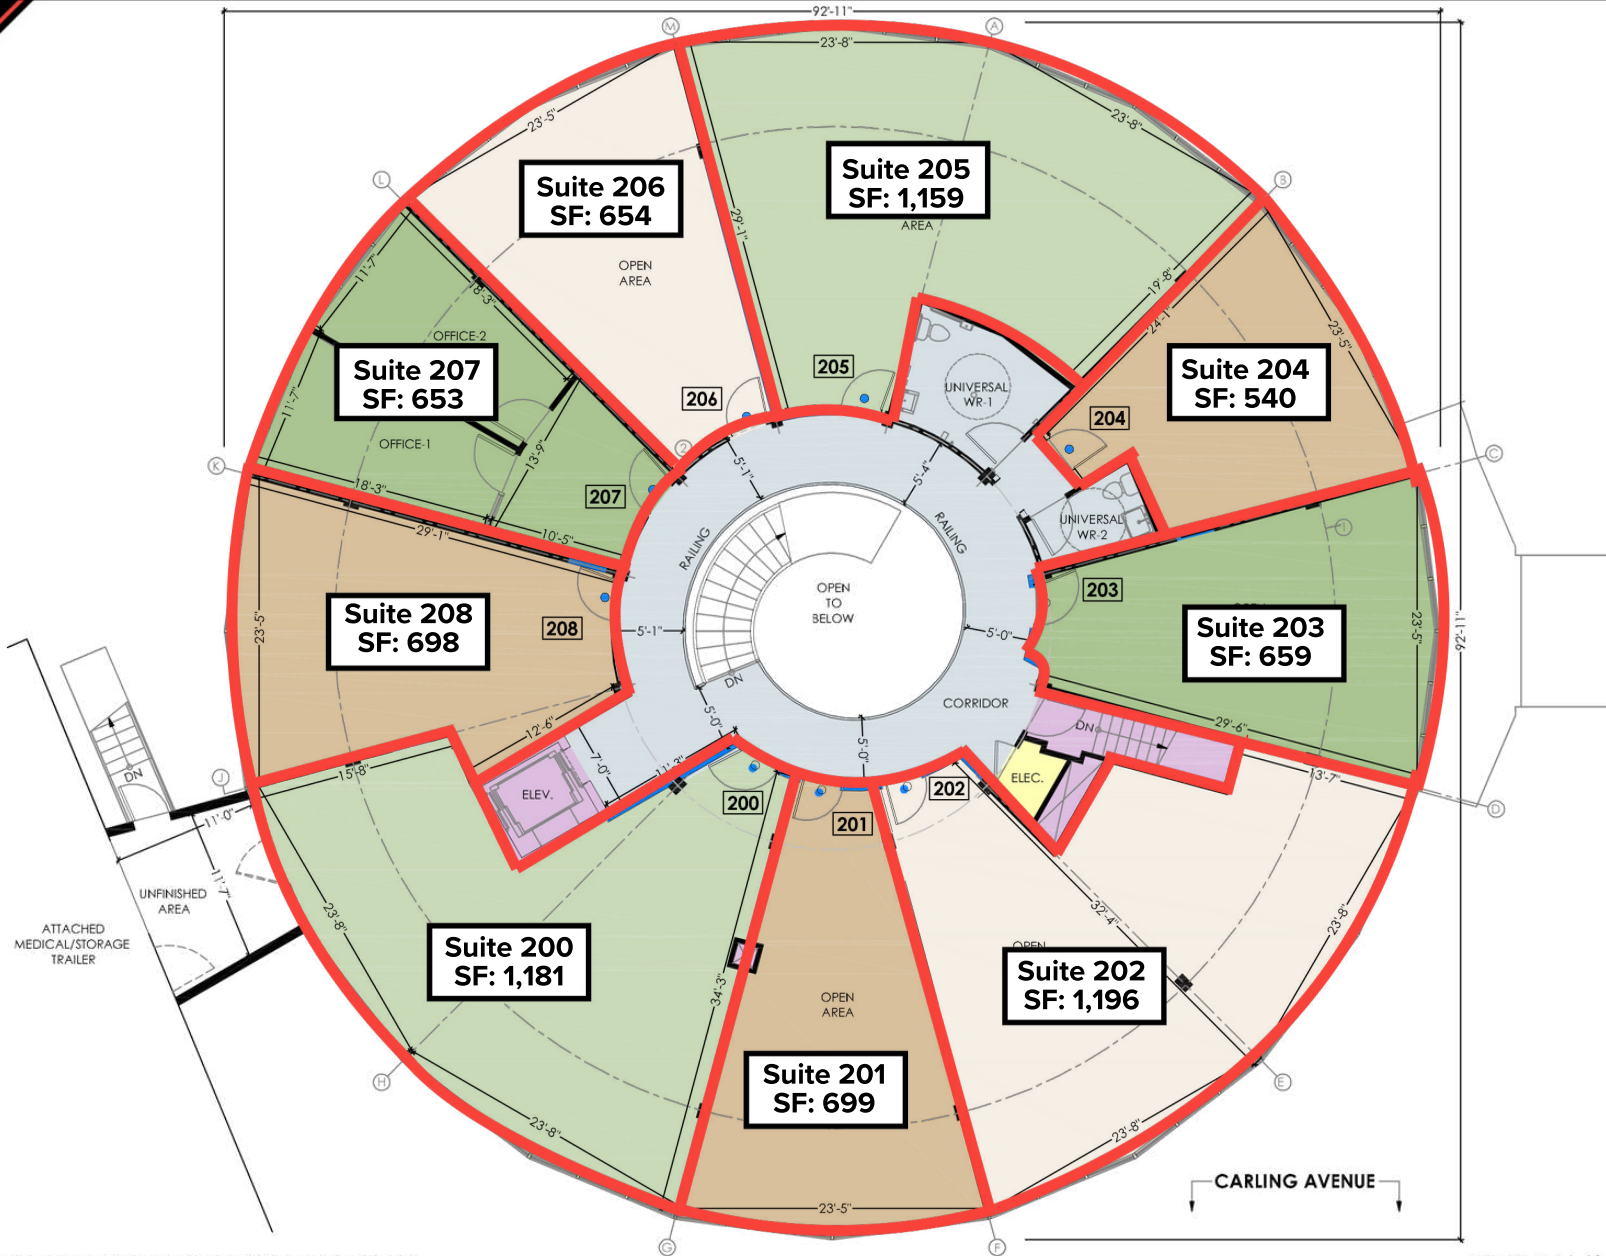 92'-11"
M
A
23'-8"
23'-5"
23'-8"
L
B
Suite 206
SF: 654
Suite 205
SF: 1,159
AREA
29'-1"
OPEN
AREA
11'-7"
18'-3"
19'-8"
24'-1"
23'-5"
OFFICE-2
Suite 207
SF: 653
205
206
UNIVERSAL
WR-1
Suite 204
SF: 540
204
11'-7"
OFFICE-1
13'-9"
2
5'-1"
5'-4"
K
C
18'-3"
207
10'-5"
29'-1"
RAILING
RAILING
UNIVERSAL
WR-2
1
OPEN
TO
BELOW
203
Suite 208
SF: 698
23'-5"
208
5'-1"
5'-0"
Suite 203
SF: 659
23'-5"
92'-11"
DN
5'-0"
CORRIDOR
12'-6"
7'-0"
11'-3"
5'-0"
DN
29'-6"
DN
J
15'-8"
ELEV.
ELEC.
13'-7"
200
201
202
D
11'-0"
11'-7"
UNFINISHED
AREA
ATTACHED
MEDICAL/STORAGE
TRAILER
23'-8"
Suite 200
SF: 1,181
34'-3"
32'-4"
23'-8"
OPEN
Suite 202
SF: 1,196
OPEN
AREA
Suite 201
SF: 699
H
E
23'-8"
23'-8"
CARLING AVENUE
23'-5"
G
F